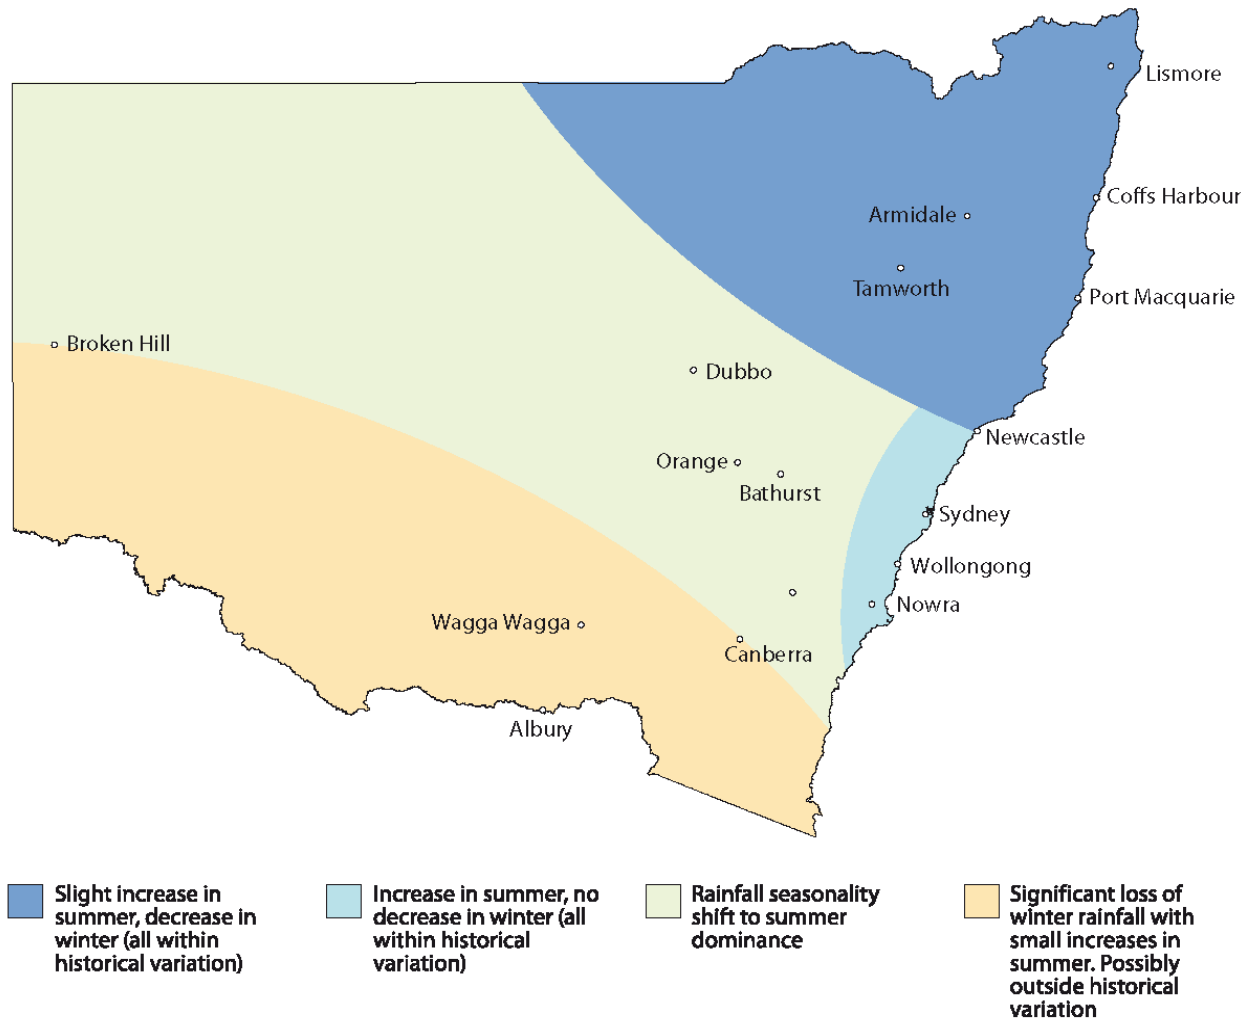 Lismore
Coffs Harbour
Armidale
Tamworth
Port Macquarie
Broken Hill
Dubbo
Newcastle
Orange
Bathurst
Sydney
Wollongong
Nowra
Wagga Wagga
Canberra
Albury
Slight increase in
summer, decrease in
winter (all within
historical variation)
Increase in summer, no
decrease in winter (all
within historical
variation)
Rainfall seasonality
shift to summer
dominance
Significant loss of
winter rainfall with
small increases in
summer. Possibly
outside historical
variation